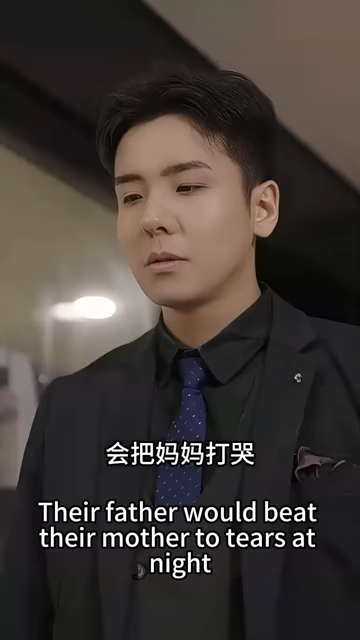 会把妈妈打哭
Their father would beat
their mother to tears at
night